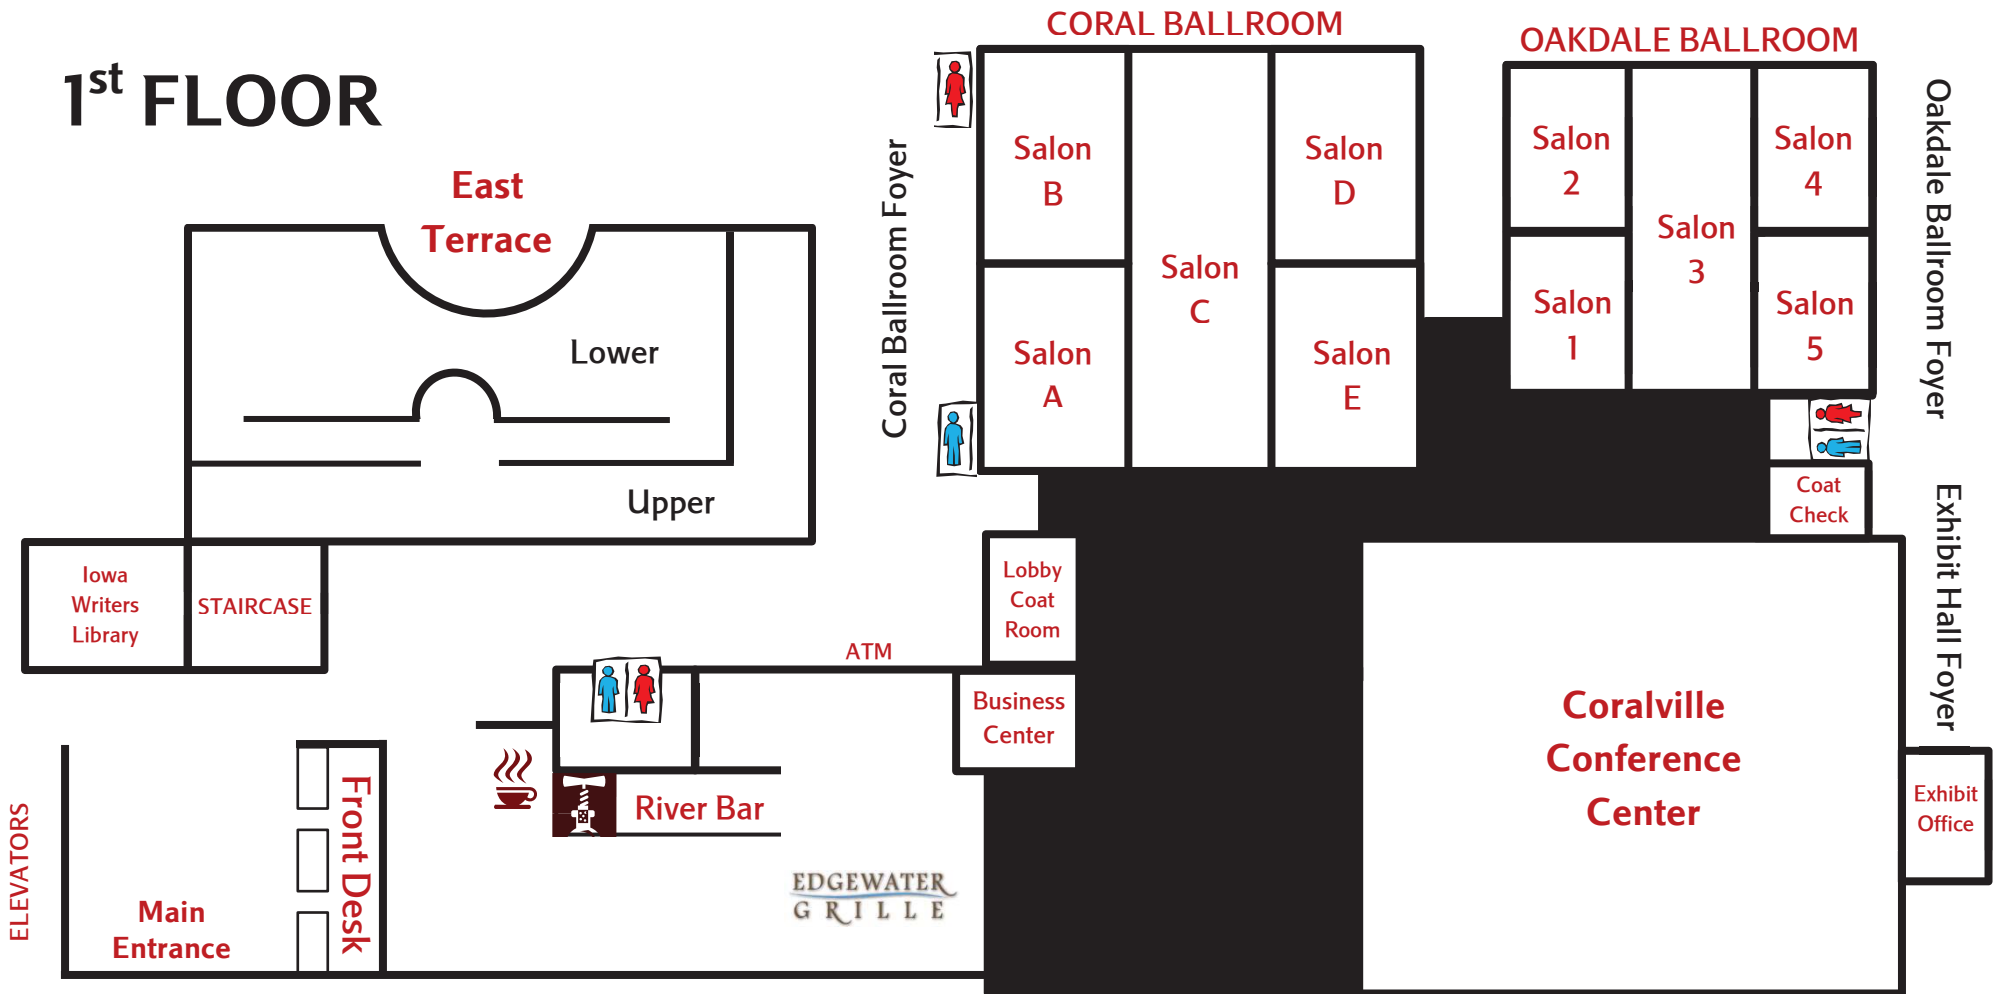 1st FLOOR
CORAL BALLROOM
OAKDALE BALLROOM
East
Terrace
Lower
Upper
Coral Ballroom Foyer
Salon
B
Salon
A
Salon
C
Salon
D
Salon
E
Salon
2
Salon
1
Salon
3
Salon
4
Salon
5
Oakdale Ballroom Foyer
Coat
Check
Exhibit Hall Foyer
Iowa
Writers
Library
STAIRCASE
Lobby
Coat
Room
ATM
Business
Center
River Bar
EDGEWATER
GRILLE
Front Desk
Main
Entrance
ELEVATORS
Coralville
Conference
Center
Exhibit
Office